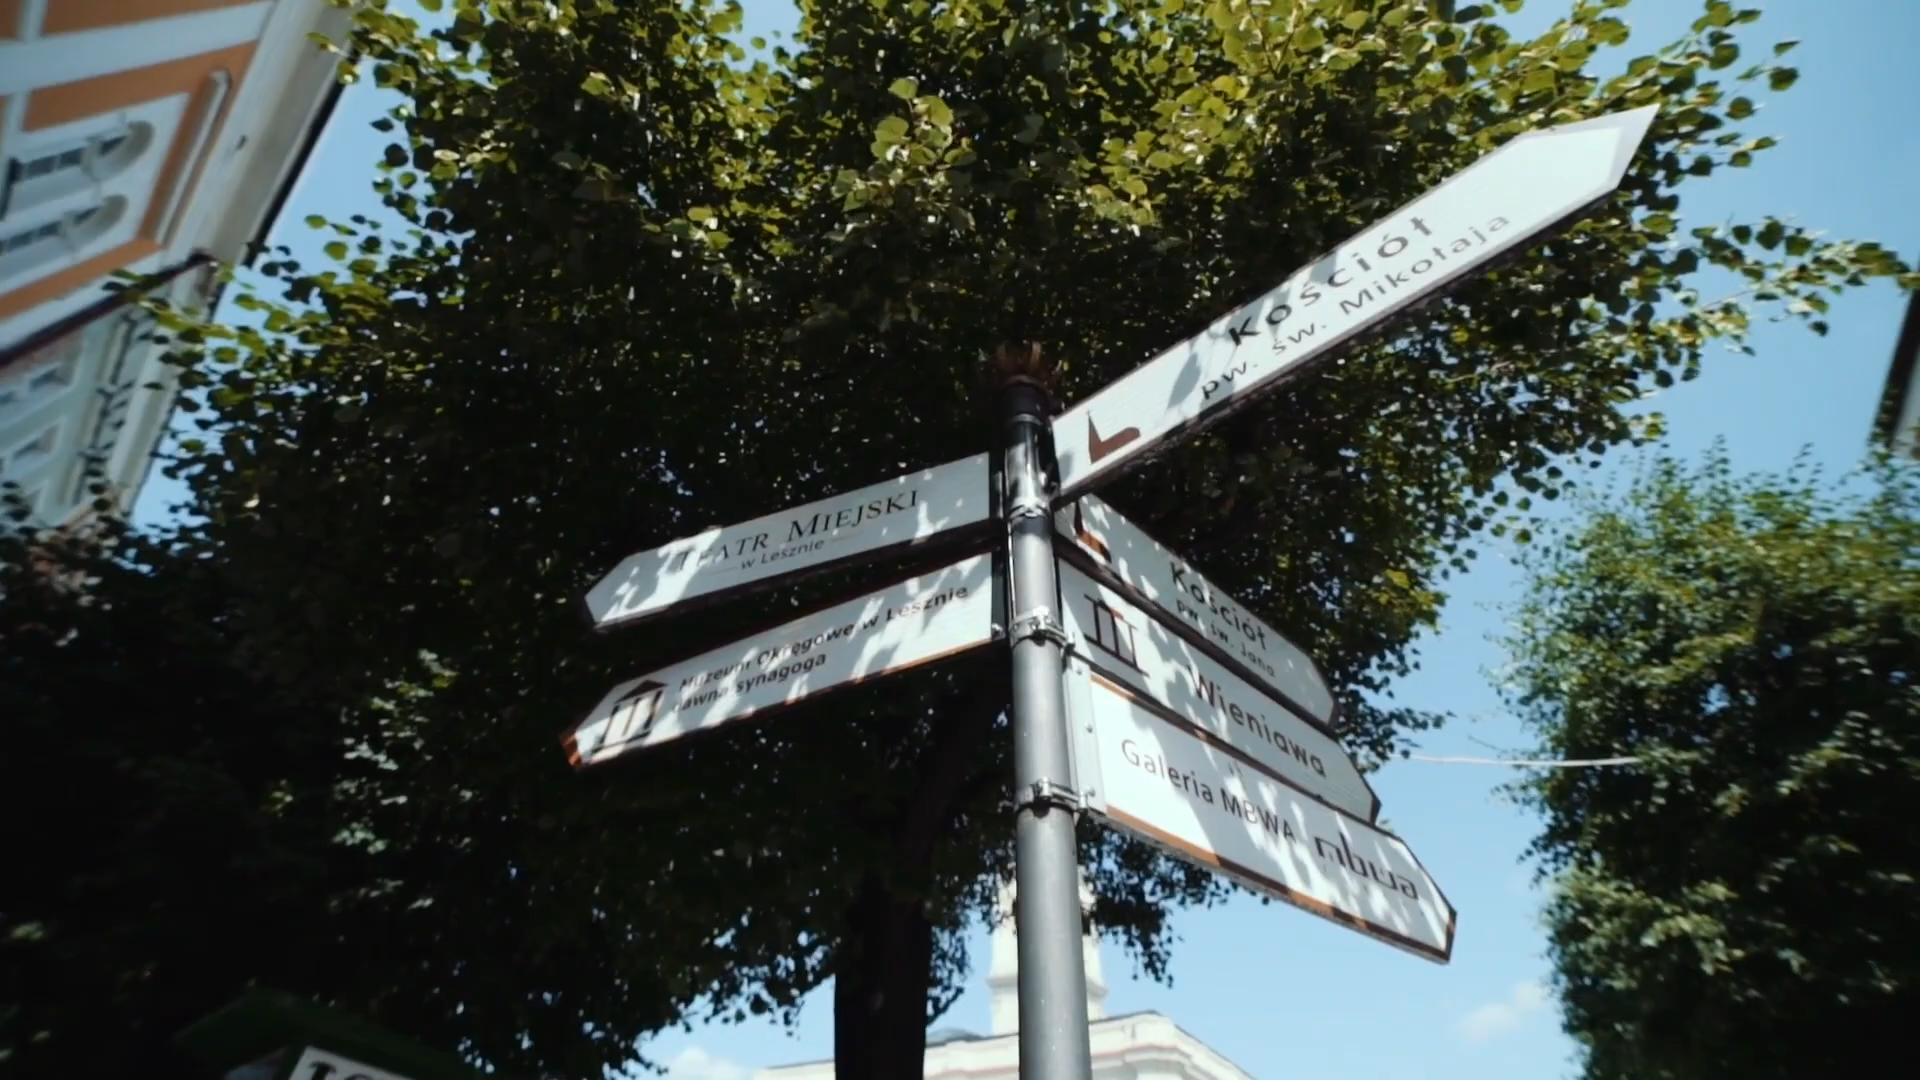 Kościół
pw. św. Mikołaja
TEATR MIEJSKI
w Lesznie
Muzeum Okręgowe w Lesznie
dawna synagoga
Kościół
pw. św. Jana
Wieniawa
Galeria MBWA mbwa